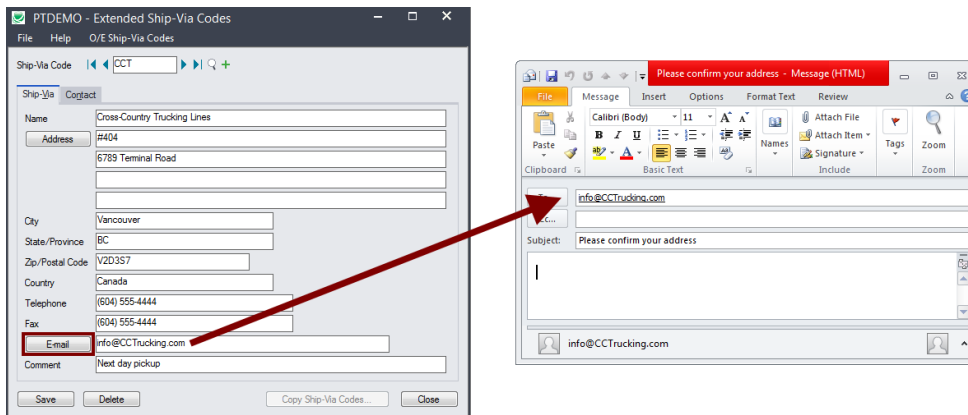 PTDEMO - Extended Ship-Via Codes
File Help O/E Ship-Via Codes
Ship-Via Code CCT
Ship-Via Contact
Name Cross-Country Trucking Lines
Address #404
6789 Terminal Road
City Vancouver
State/Province BC
Zip/Postal Code V2D3S7
Country Canada
Telephone (604) 555-4444
Fax (604) 555-4444
E-mail info@CCTrucking.com
Comment Next day pickup
Save Delete Copy Ship-Via Codes... Close
Please confirm your address - Message (HTML)
File Message Insert Options Format Text Review
Calibri (Body) 11 A A
B I U
ab A
Paste
Clipboard
Basic Text
Names
Attach File
Attach Item
Signature
Include
Tags
Zoom
Zoom
info@CCTrucking.com
Cc...
Subject: Please confirm your address
info@CCTrucking.com